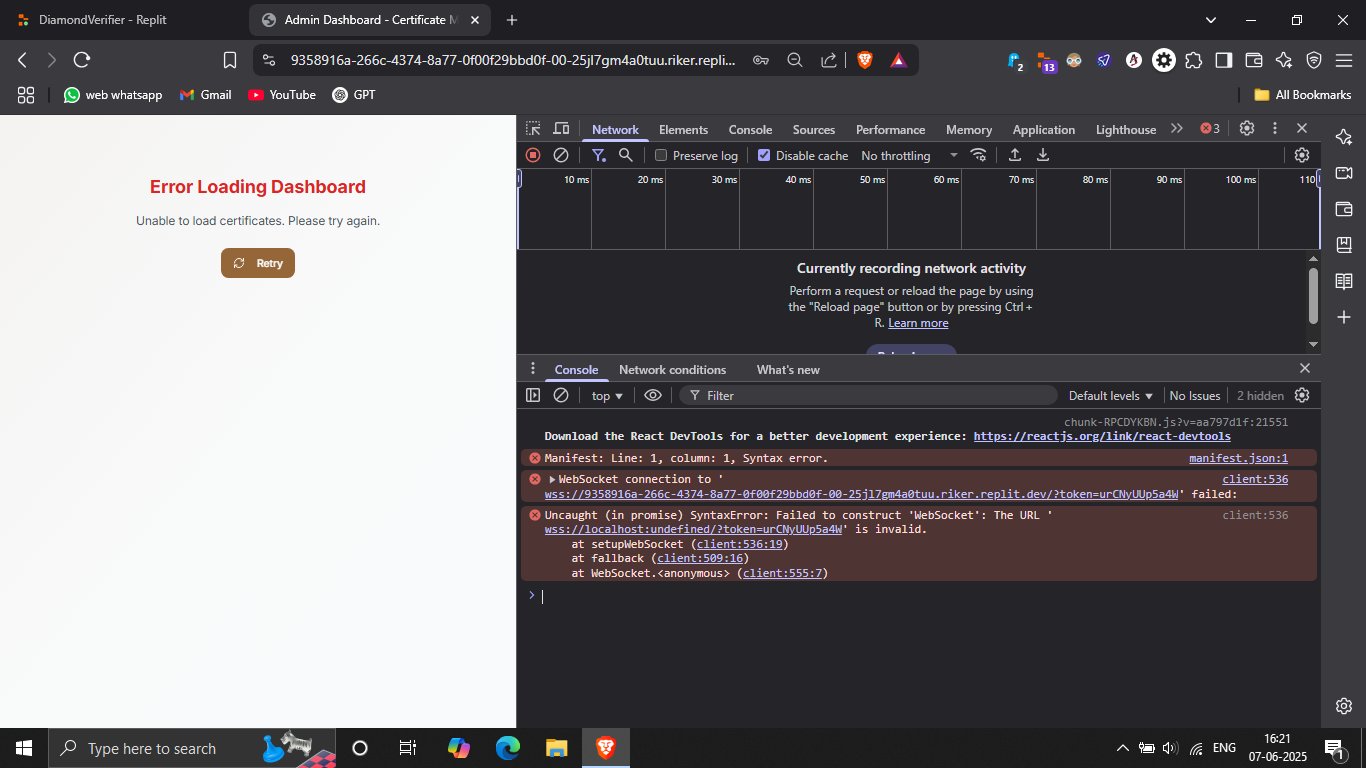 DiamondVerifier - Replit
Admin Dashboard - Certificate M
9358916a-266c-4374-8a77-0f00f29bbd0f-00-25jl7gm4a0tuu.riker.repli...
2
13
web whatsapp
Gmail
YouTube
GPT
All Bookmarks
Error Loading Dashboard
Unable to load certificates. Please try again.
Retry
Network
Elements
Console
Sources
Performance
Memory
Application
Lighthouse
3
Preserve log
Disable cache
No throttling
10 ms
20 ms
30 ms
40 ms
50 ms
60 ms
70 ms
80 ms
90 ms
100 ms
110
Currently recording network activity
Perform a request or reload the page by using
the "Reload page" button or by pressing Ctrl +
R. Learn more
Console
Network conditions
What's new
top
Filter
Default levels
No Issues
2 hidden
chunk-RPCDYKBN.js?v=aa797d1f:21551
Download the React DevTools for a better development experience: https://reactjs.org/link/react-devtools
Manifest: Line: 1, column: 1, Syntax error. manifest.json:1
WebSocket connection to ' client:536
wss://9358916a-266c-4374-8a77-0f00f29bbd0f-00-25jl7gm4a0tuu.riker.replit.dev/?token=urCNyUUp5a4W' failed:
Uncaught (in promise) SyntaxError: Failed to construct 'WebSocket': The URL ' client:536
wss://localhost:undefined/?token=urCNyUUp5a4W' is invalid.
at setupWebSocket (client:536:19)
at fallback (client:509:16)
at WebSocket.<anonymous> (client:555:7)
Type here to search
ENG
16:21
07-06-2025
1